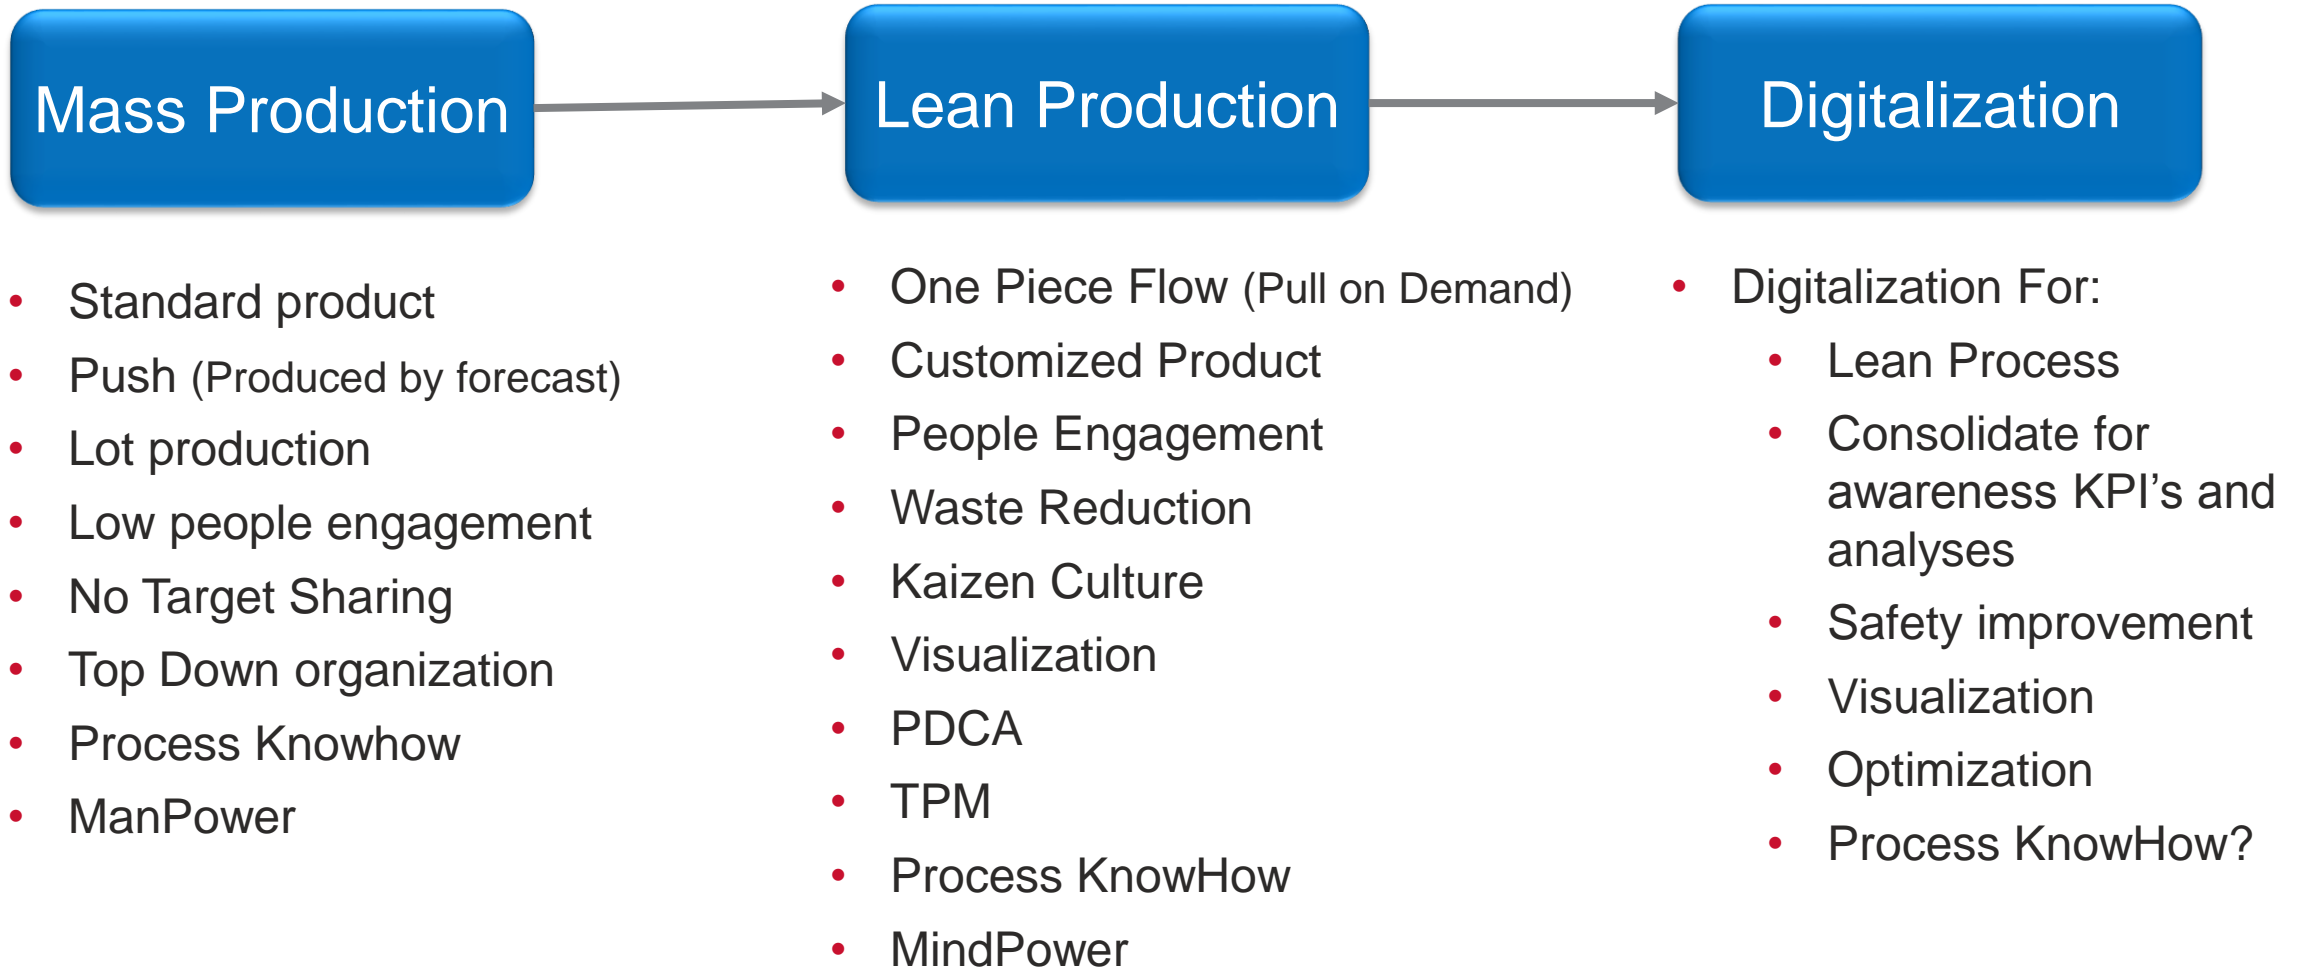 Mass Production
Lean Production
Digitalization
• Standard product
• Push (Produced by forecast)
• Lot production
• Low people engagement
• No Target Sharing
• Top Down organization
• Process Knowhow
• ManPower
• One Piece Flow (Pull on Demand)
• Customized Product
• People Engagement
• Waste Reduction
• Kaizen Culture
• Visualization
• PDCA
• TPM
• Process KnowHow
• MindPower
• Digitalization For:
• Lean Process
• Consolidate for
awareness KPI’s and
analyses
• Safety improvement
• Visualization
• Optimization
• Process KnowHow?